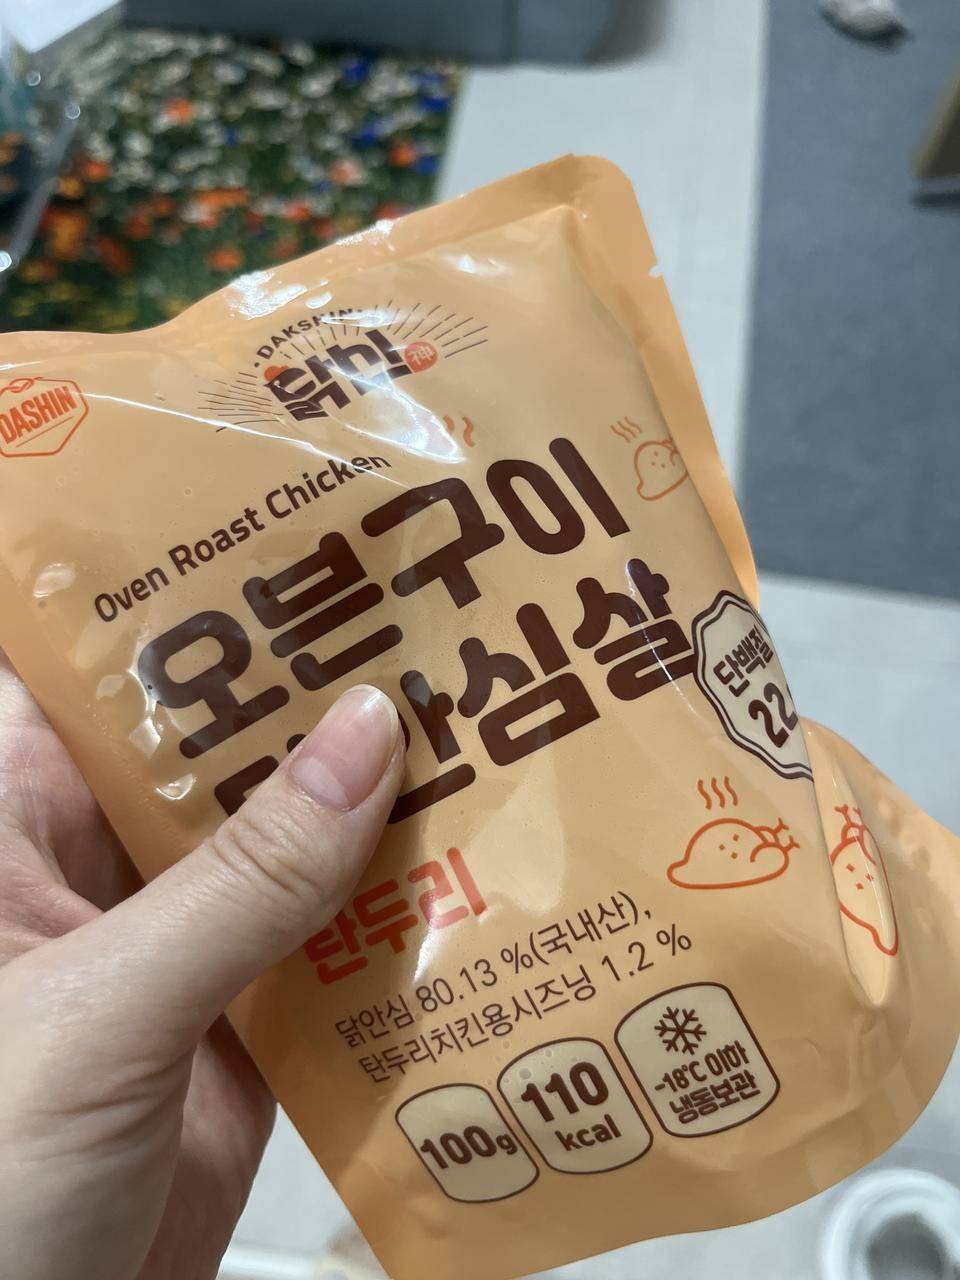 DAKSHIN
닭신
神
DASHIN
Oven Roast Chicken
오븐구이
안심살
단백질
22
탄두리
닭안심 80.13 %(국내산),
탄두리치킨용시즈닝 1.2 %
100g
110
kcal
-18℃ 이하
냉동보관